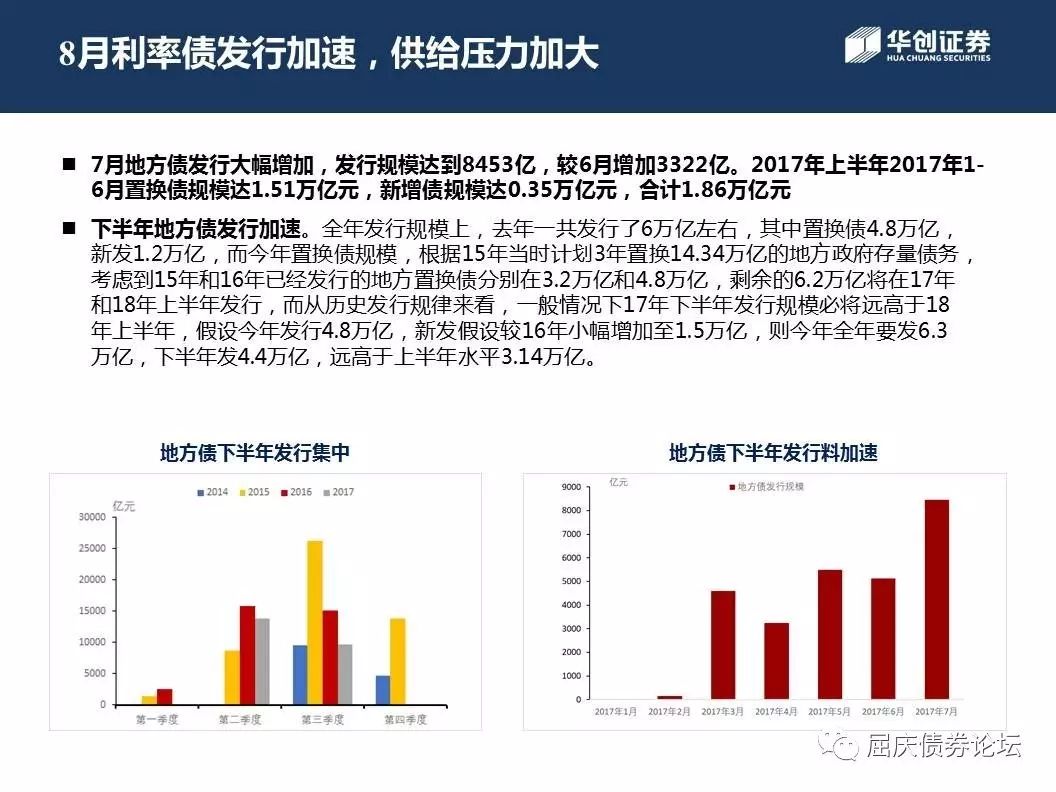 8月利率债发行加速，供给压力加大
华创证券
HUA CHUANG SECURITIES
■ 7月地方债发行大幅增加，发行规模达到8453亿，较6月增加3322亿。2017年上半年2017年1-
6月置换债规模达1.51万亿元，新增债规模达0.35万亿元，合计1.86万亿元
■ 下半年地方债发行加速。全年发行规模上，去年一共发行了6万亿左右，其中置换债4.8万亿，
新发1.2万亿，而今年置换债规模，根据15年当时计划3年置换14.34万亿的地方政府存量债务，
考虑到15年和16年已经发行的地方置换债分别在3.2万亿和4.8万亿，剩余的6.2万亿将在17年
和18年上半年发行，而从历史发行规律来看，一般情况下17年下半年发行规模必将远高于18
年上半年，假设今年发行4.8万亿，新发假设较16年小幅增加至1.5万亿，则今年全年要发6.3
万亿，下半年发4.4万亿，远高于上半年水平3.14万亿。
地方债下半年发行集中
2014 2015 2016 2017
亿元
30000
25000
20000
15000
10000
5000
0
第一季度 第二季度 第三季度 第四季度
地方债下半年发行料加速
亿元
地方债发行规模
9000
8000
7000
6000
5000
4000
3000
2000
1000
0
2017年1月 2017年2月 2017年3月 2017年4月 2017年5月 2017年6月 2017年7月
屈庆债券论坛